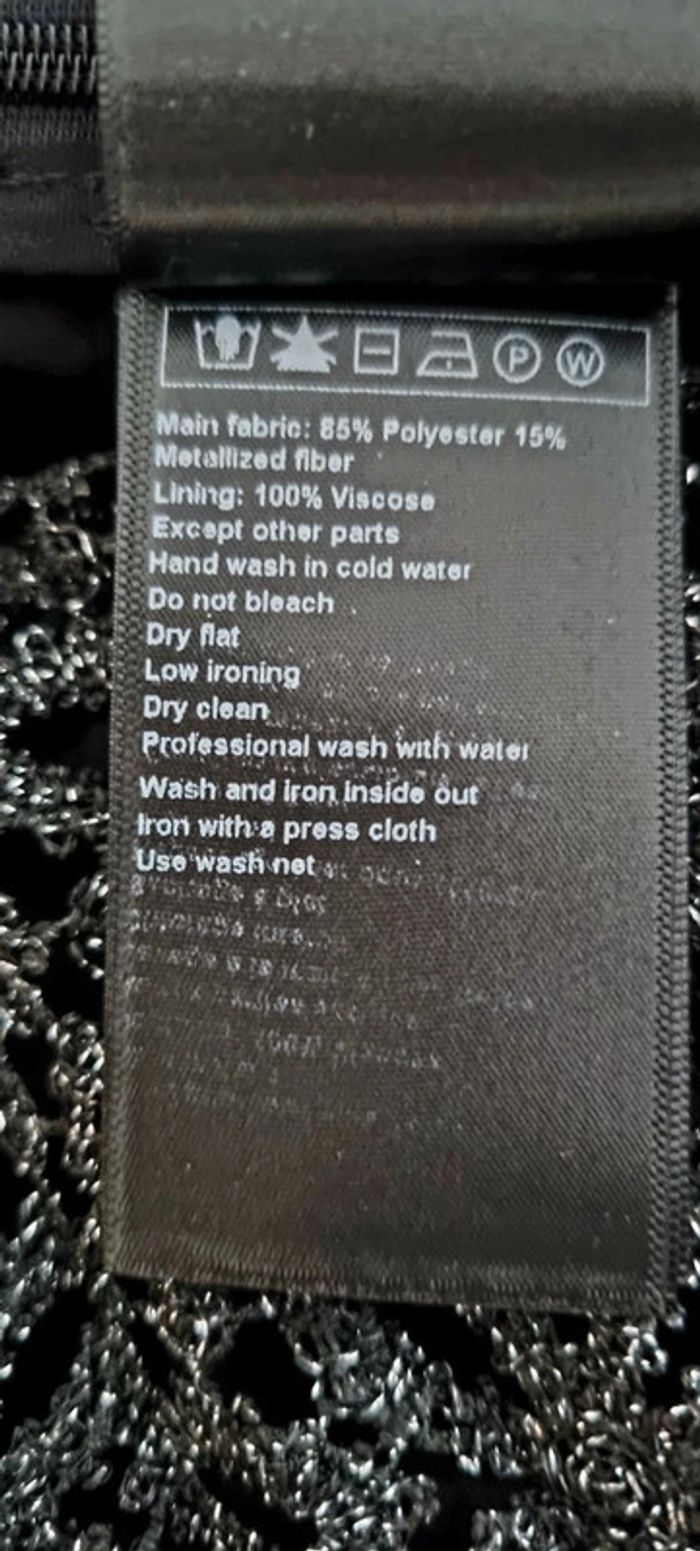 P W
Main fabric: 85% Polyester 15%
Metallized fiber
Lining: 100% Viscose
Except other parts
Hand wash in cold water
Do not bleach
Dry flat
Low ironing
Dry clean
Professional wash with water
Wash and iron inside out
Iron with a press cloth
Use wash net